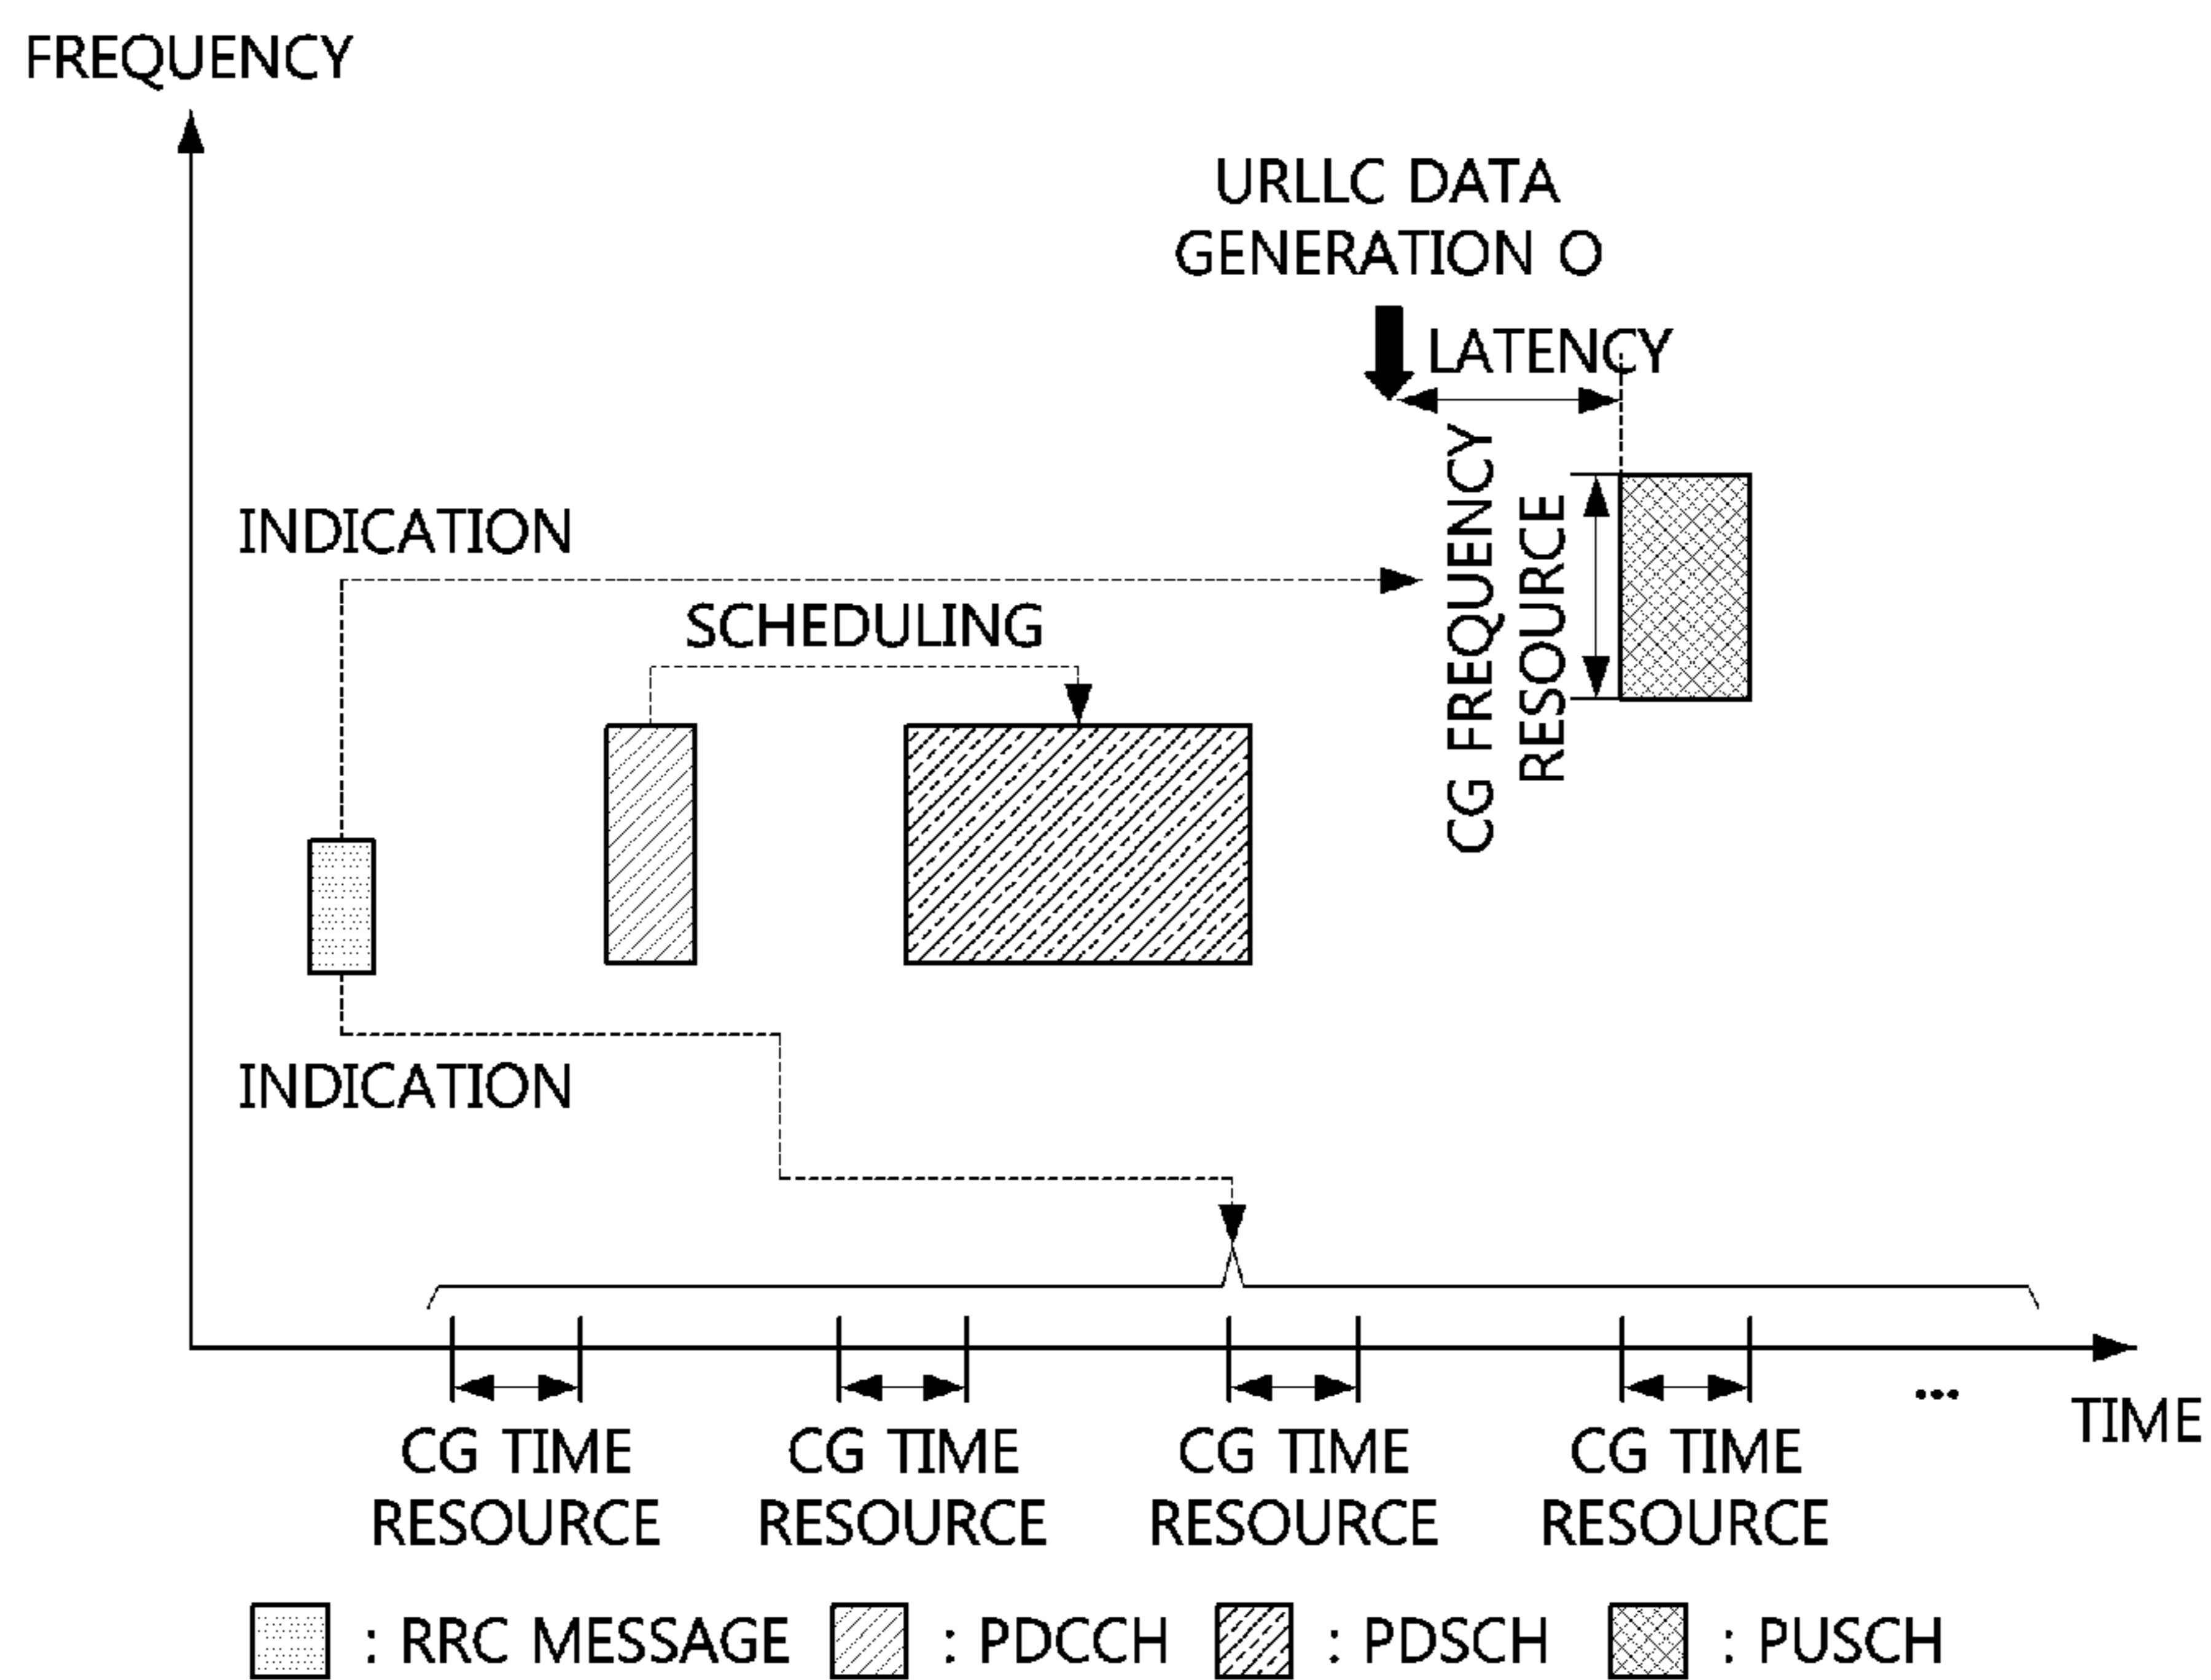 FREQUENCY
URLLC DATA
GENERATION O
LATENCY
CG FREQUENCY
RESOURCE
INDICATION
SCHEDULING
INDICATION
CG TIME
RESOURCE
CG TIME
RESOURCE
CG TIME
RESOURCE
CG TIME
RESOURCE
...
TIME
: RRC MESSAGE
: PDCCH
: PDSCH
: PUSCH